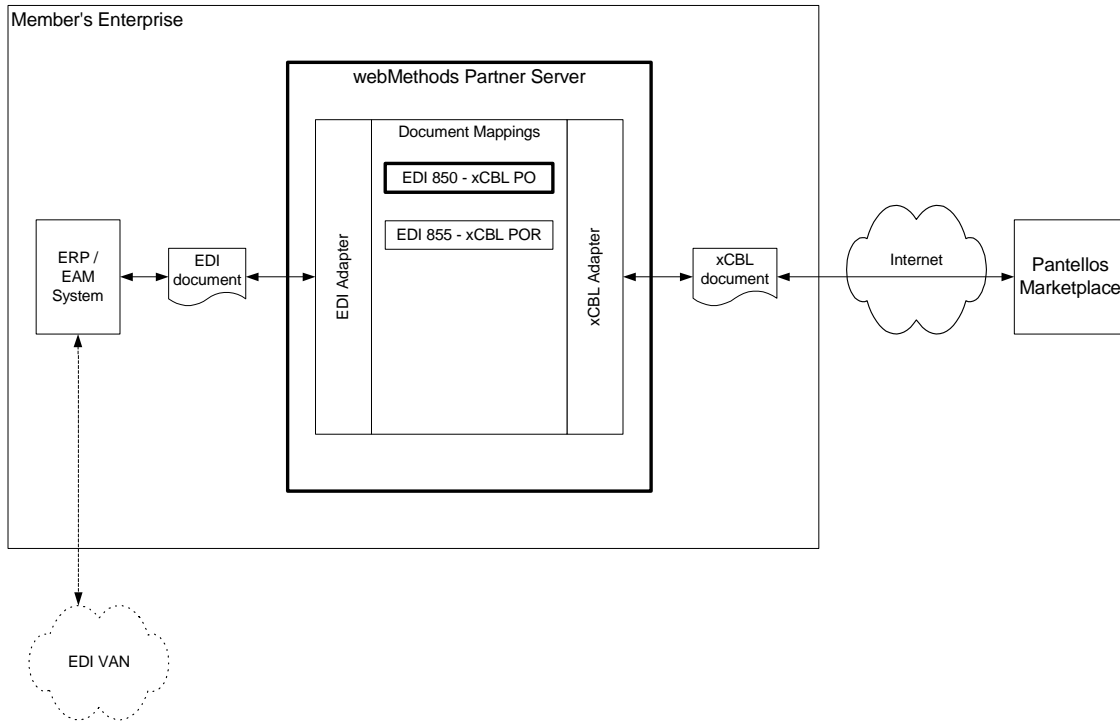 Member's Enterprise
webMethods Partner Server
Document Mappings
EDI 850 - xCBL PO
EDI 855 - xCBL POR
EDI Adapter
xCBL Adapter
ERP /
EAM
System
EDI
document
xCBL
document
Internet
Pantellos
Marketplace
EDI VAN